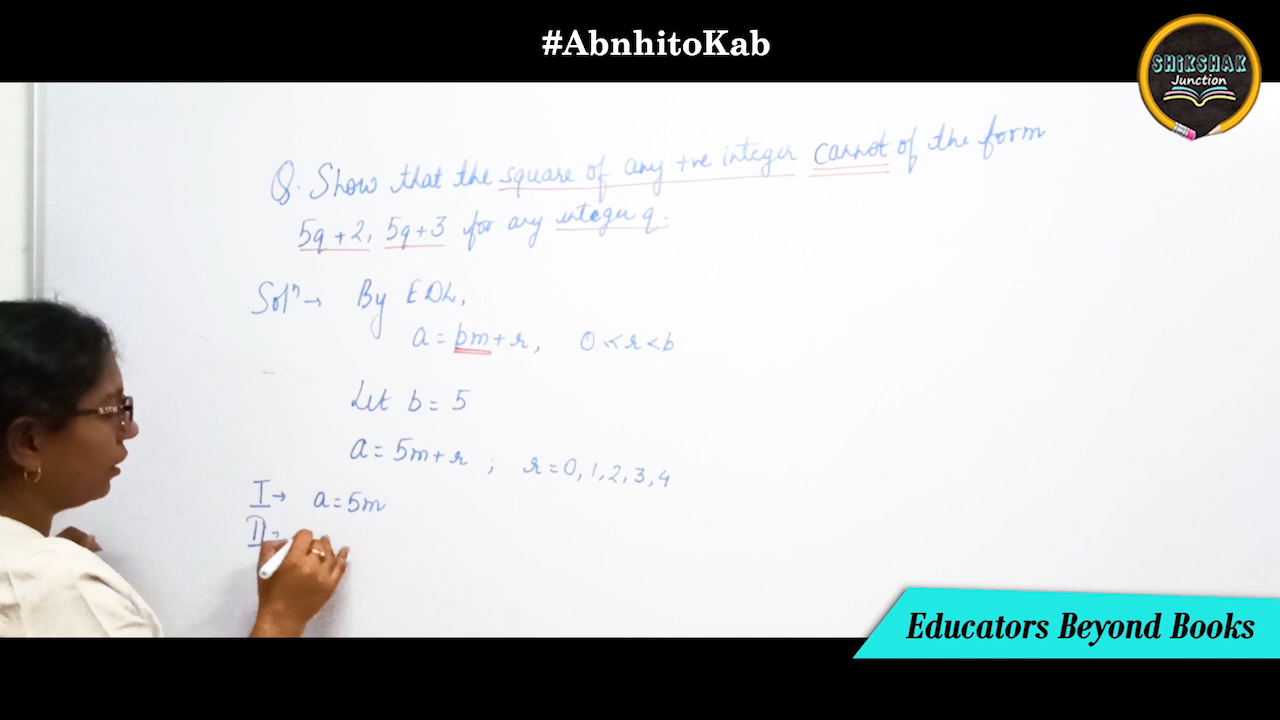 #AbnhitoKab
SHiKSHAK
Junction
Q. Show that the square of any +ve integer cannot of the form
5q + 2, 5q + 3 for any integer q.
Solⁿ → By EDL,
a = bm + r, 0 < r < b
Let b = 5
a = 5m + r ; r = 0, 1, 2, 3, 4
I → a = 5m
II →
Educators Beyond Books